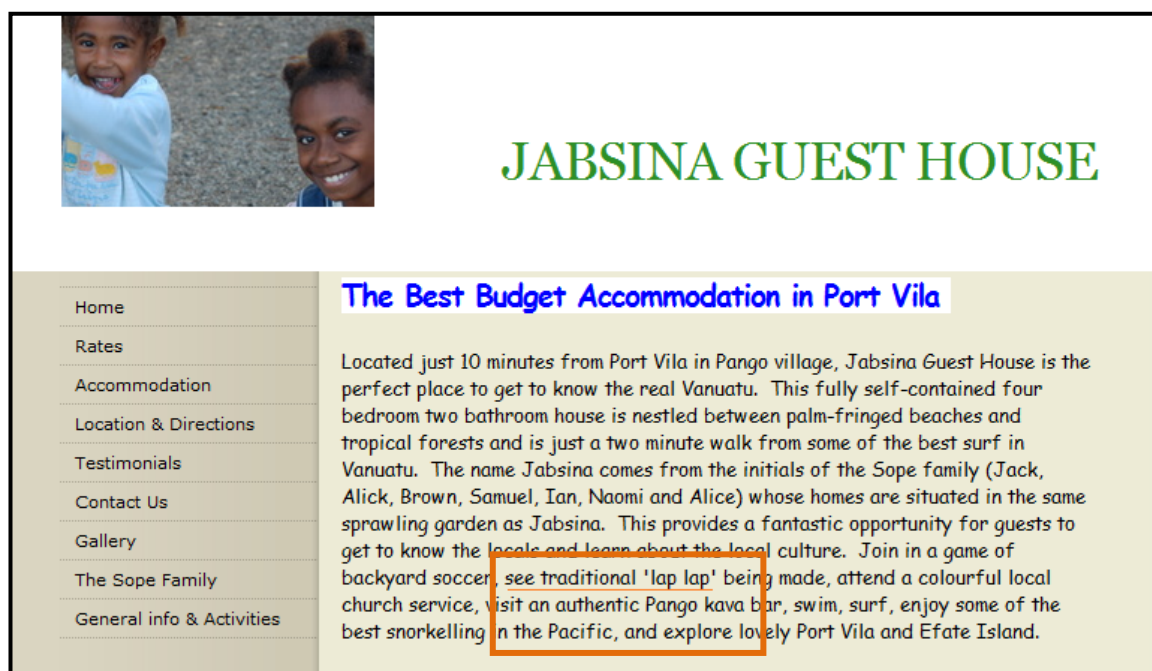 JABSINA GUEST HOUSE
Home
Rates
Accommodation
Location & Directions
Testimonials
Contact Us
Gallery
The Sope Family
General info & Activities
The Best Budget Accommodation in Port Vila
Located just 10 minutes from Port Vila in Pango village, Jabsina Guest House is the
perfect place to get to know the real Vanuatu.  This fully self-contained four
bedroom two bathroom house is nestled between palm-fringed beaches and
tropical forests and is just a two minute walk from some of the best surf in
Vanuatu.  The name Jabsina comes from the initials of the Sope family (Jack,
Alick, Brown, Samuel, Ian, Naomi and Alice) whose homes are situated in the same
sprawling garden as Jabsina.  This provides a fantastic opportunity for guests to
get to know the locals and learn about the local culture.  Join in a game of
backyard soccer, see traditional 'lap lap' being made, attend a colourful local
church service, visit an authentic Pango kava bar, swim, surf, enjoy some of the
best snorkelling in the Pacific, and explore lovely Port Vila and Efate Island.